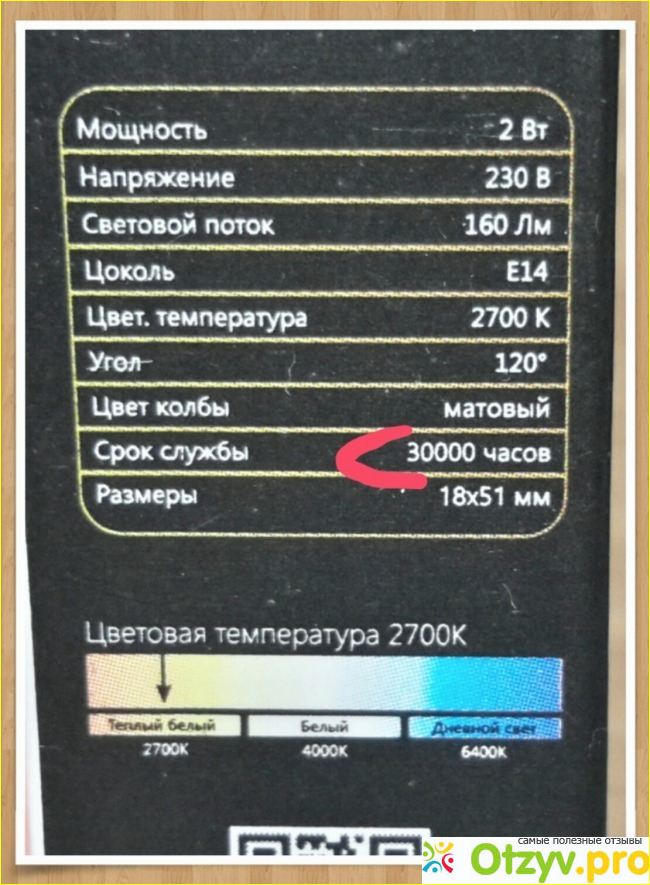 Мощность 2 Вт
Напряжение 230 В
Световой поток 160 Лм
Цоколь E14
Цвет. температура 2700 K
Угол 120°
Цвет колбы матовый
Срок службы 30000 часов
Размеры 18x51 мм
Цветовая температура 2700K
Теплый белый Белый Дневной свет
2700K 4000K 6400K
самые полезные отзывы
Otzyv.pro